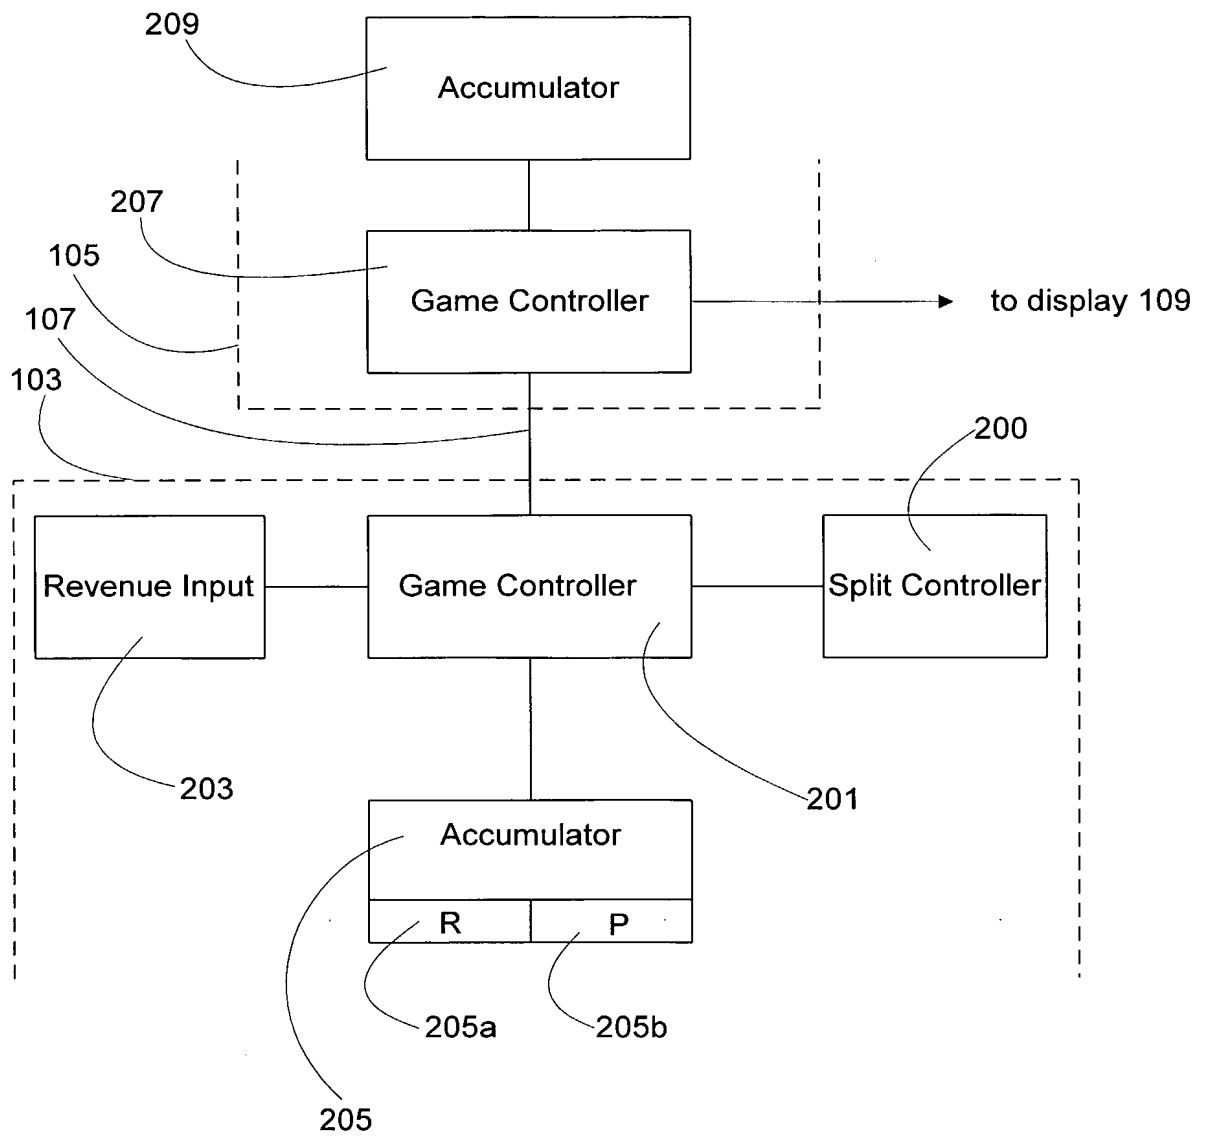 209
Accumulator
207
105
Game Controller
to display 109
107
103
200
Revenue Input
Game Controller
Split Controller
203
201
Accumulator
R
P
205a
205b
205